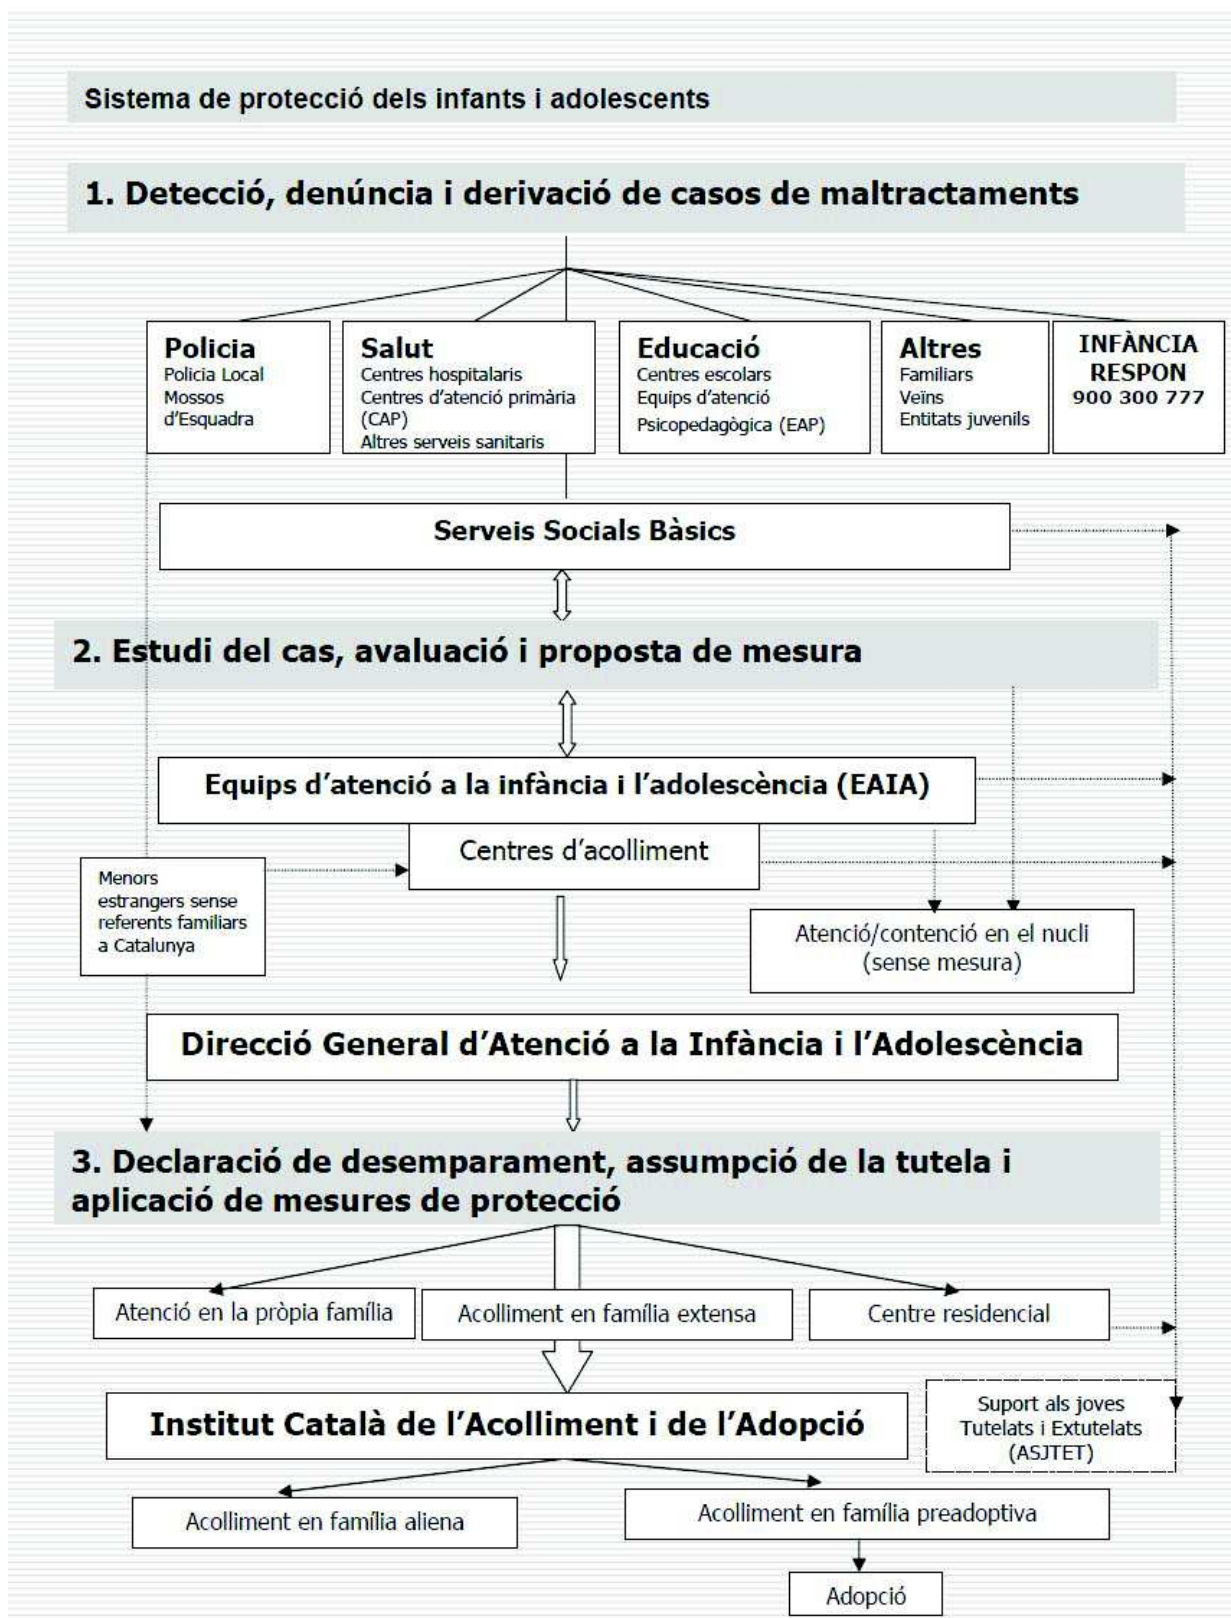 Sistema de protecció dels infants i adolescents
1. Detecció, denúncia i derivació de casos de maltractaments
Policia
Policia Local
Mossos
d'Esquadra
Salut
Centres hospitalaris
Centres d'atenció primària
(CAP)
Altres serveis sanitaris
Educació
Centres escolars
Equips d'atenció
Psicopedagògica (EAP)
Altres
Familiars
Veïns
Entitats juvenils
INFÀNCIA
RESPON
900 300 777
Serveis Socials Bàsics
2. Estudi del cas, avaluació i proposta de mesura
Equips d'atenció a la infància i l'adolescència (EAIA)
Centres d'acolliment
Menors
estrangers sense
referents familiars
a Catalunya
Atenció/contenció en el nucli
(sense mesura)
Direcció General d'Atenció a la Infància i l'Adolescència
3. Declaració de desemparament, assumpció de la tutela i
aplicació de mesures de protecció
Atenció en la pròpia família
Acolliment en família extensa
Centre residencial
Institut Català de l'Acolliment i de l'Adopció
Suport als joves
Tutelats i Extutelats
(ASJTET)
Acolliment en família aliena
Acolliment en família preadoptiva
Adopció